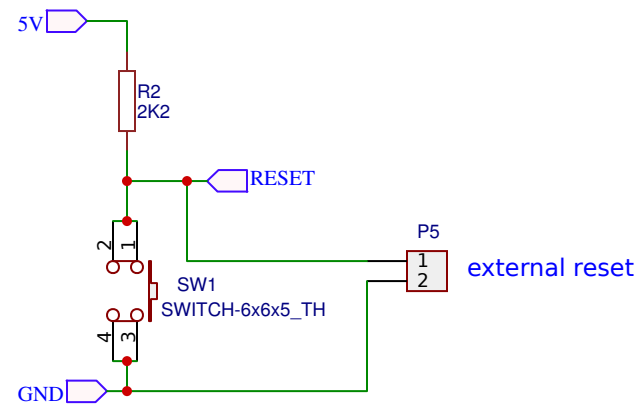 5V
R2
2K2
RESET
2 1
P5
1
2
external reset
SW1
SWITCH-6x6x5_TH
4 3
GND